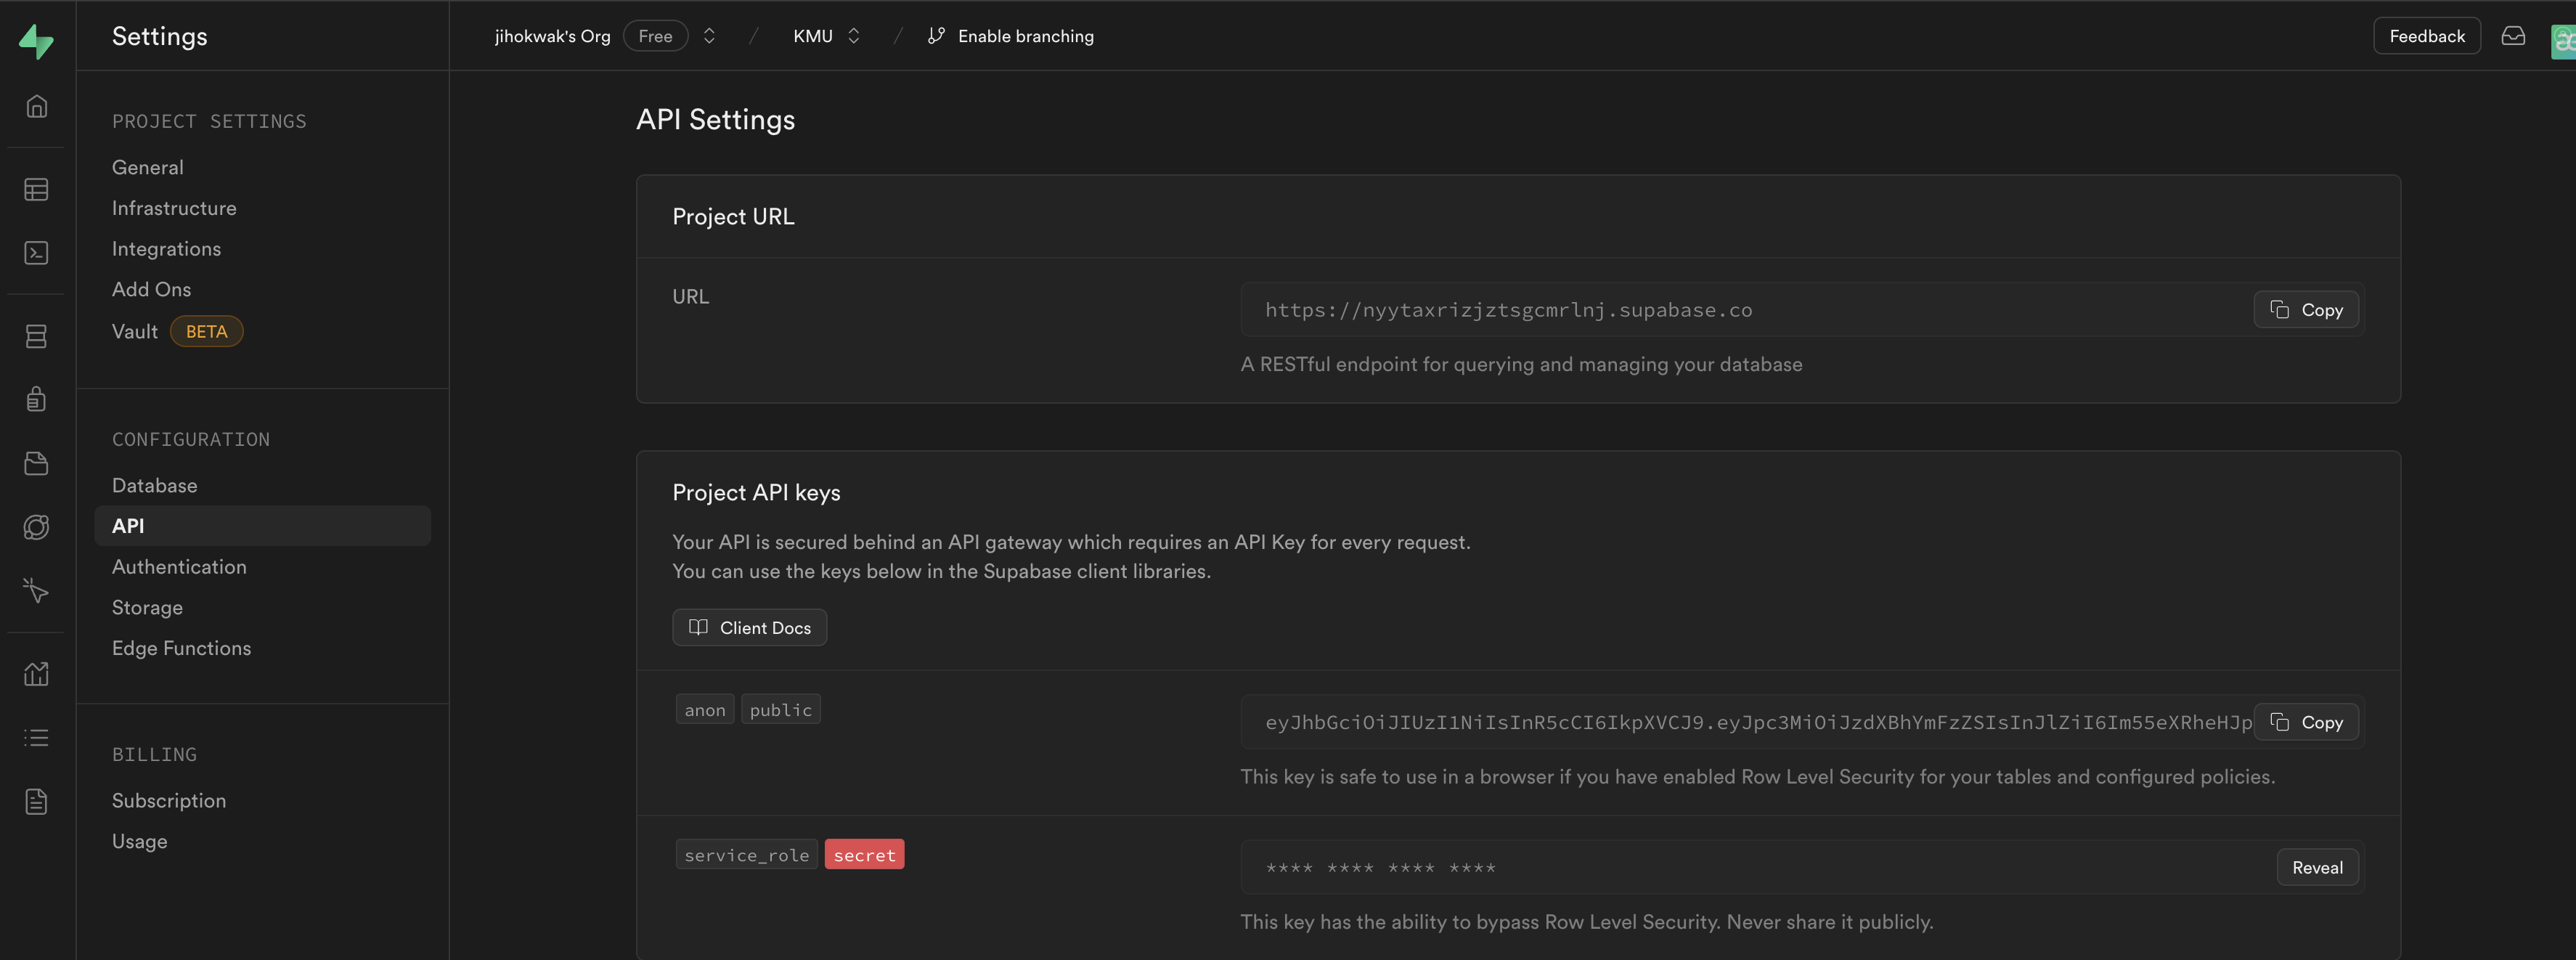 Settings
jihokwak's Org Free / KMU / Enable branching
Feedback
PROJECT SETTINGS
General
Infrastructure
Integrations
Add Ons
Vault BETA
CONFIGURATION
Database
API
Authentication
Storage
Edge Functions
BILLING
Subscription
Usage
API Settings
Project URL
URL
https://nyytaxrizjztsgcmrlnj.supabase.co
Copy
A RESTful endpoint for querying and managing your database
Project API keys
Your API is secured behind an API gateway which requires an API Key for every request.
You can use the keys below in the Supabase client libraries.
Client Docs
anon public
eyJhbGciOiJIUzI1NiIsInR5cCI6IkpXVCJ9.eyJpc3MiOiJzdXBhYmFzZSIsInJlZiI6Im55eXRheHJp
Copy
This key is safe to use in a browser if you have enabled Row Level Security for your tables and configured policies.
service_role secret
**** **** **** ****
Reveal
This key has the ability to bypass Row Level Security. Never share it publicly.